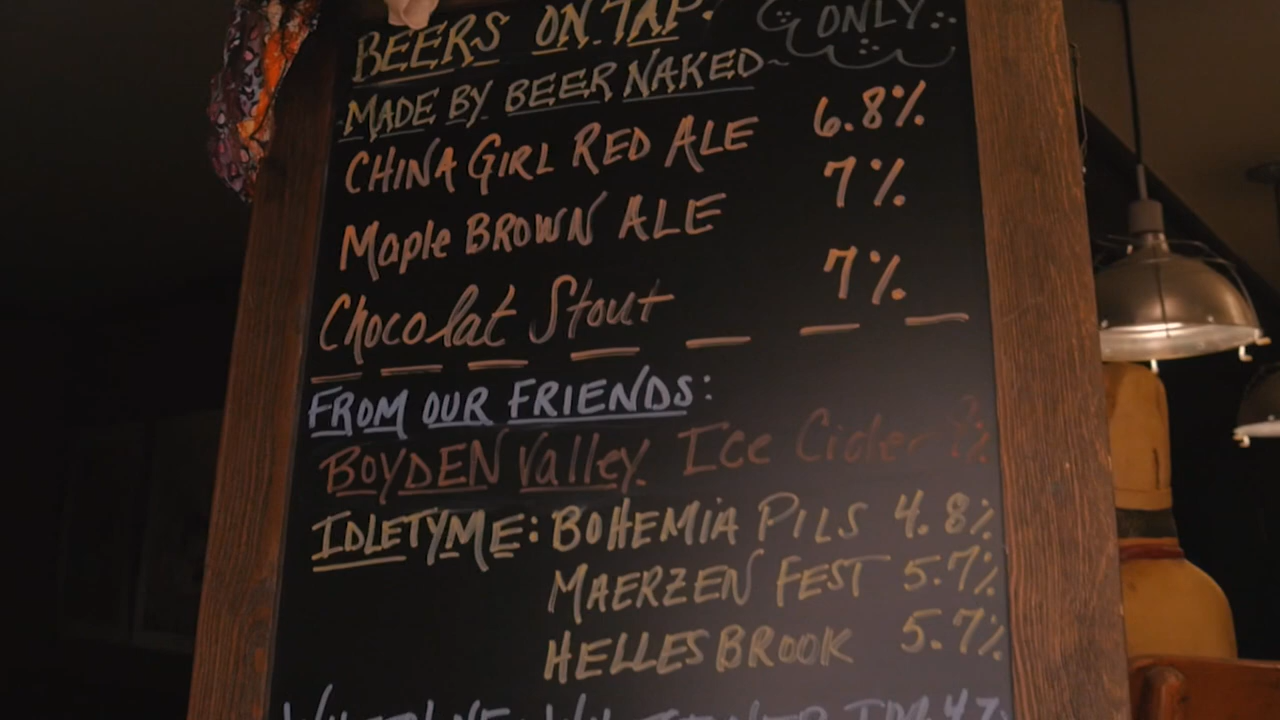 BEERS ON TAP:
ONLY
MADE BY BEER NAKED~
CHINA GIRL RED ALE 6.8%
Maple BROWN ALE 7%
Chocolat Stout 7%
FROM OUR FRIENDS:
BOYDEN Valley Ice Cider
IDLETYME: BOHEMIA PILS 4.8%
MAERZEN FEST 5.7%
HELLES BROOK 5.7%